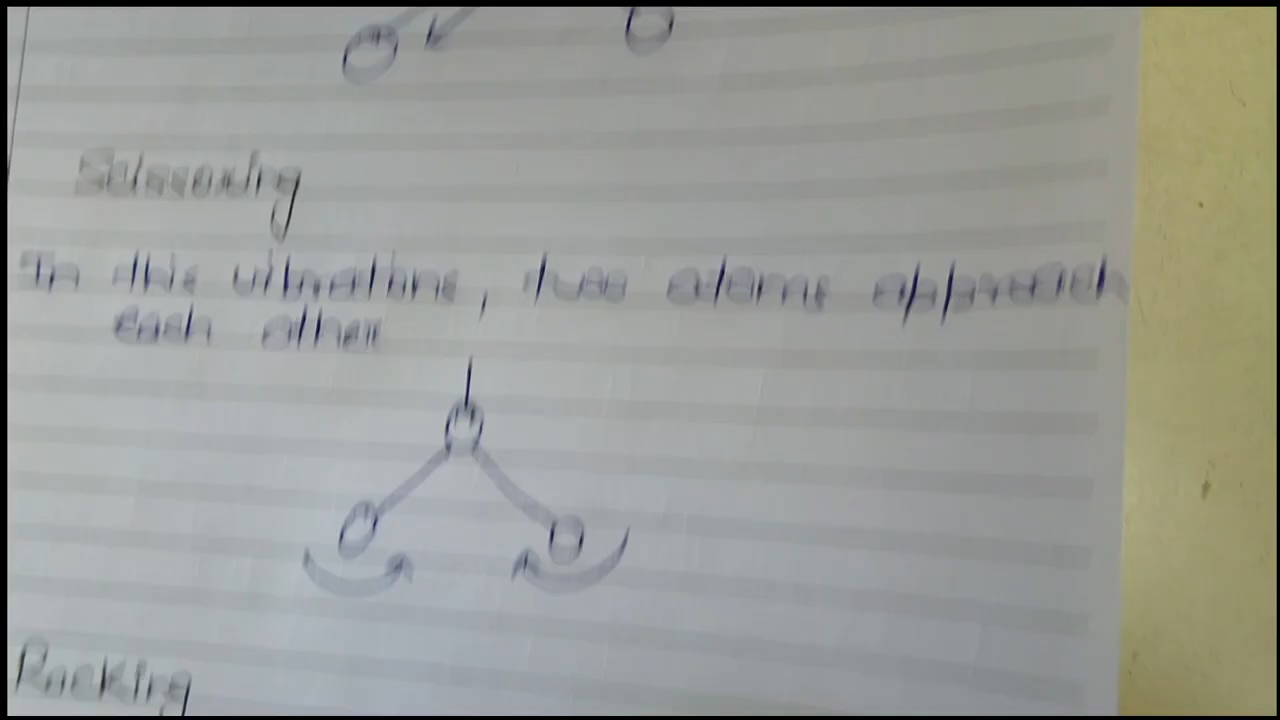 Scissoring
In this vibrations, two atoms approach
each other
Rocking